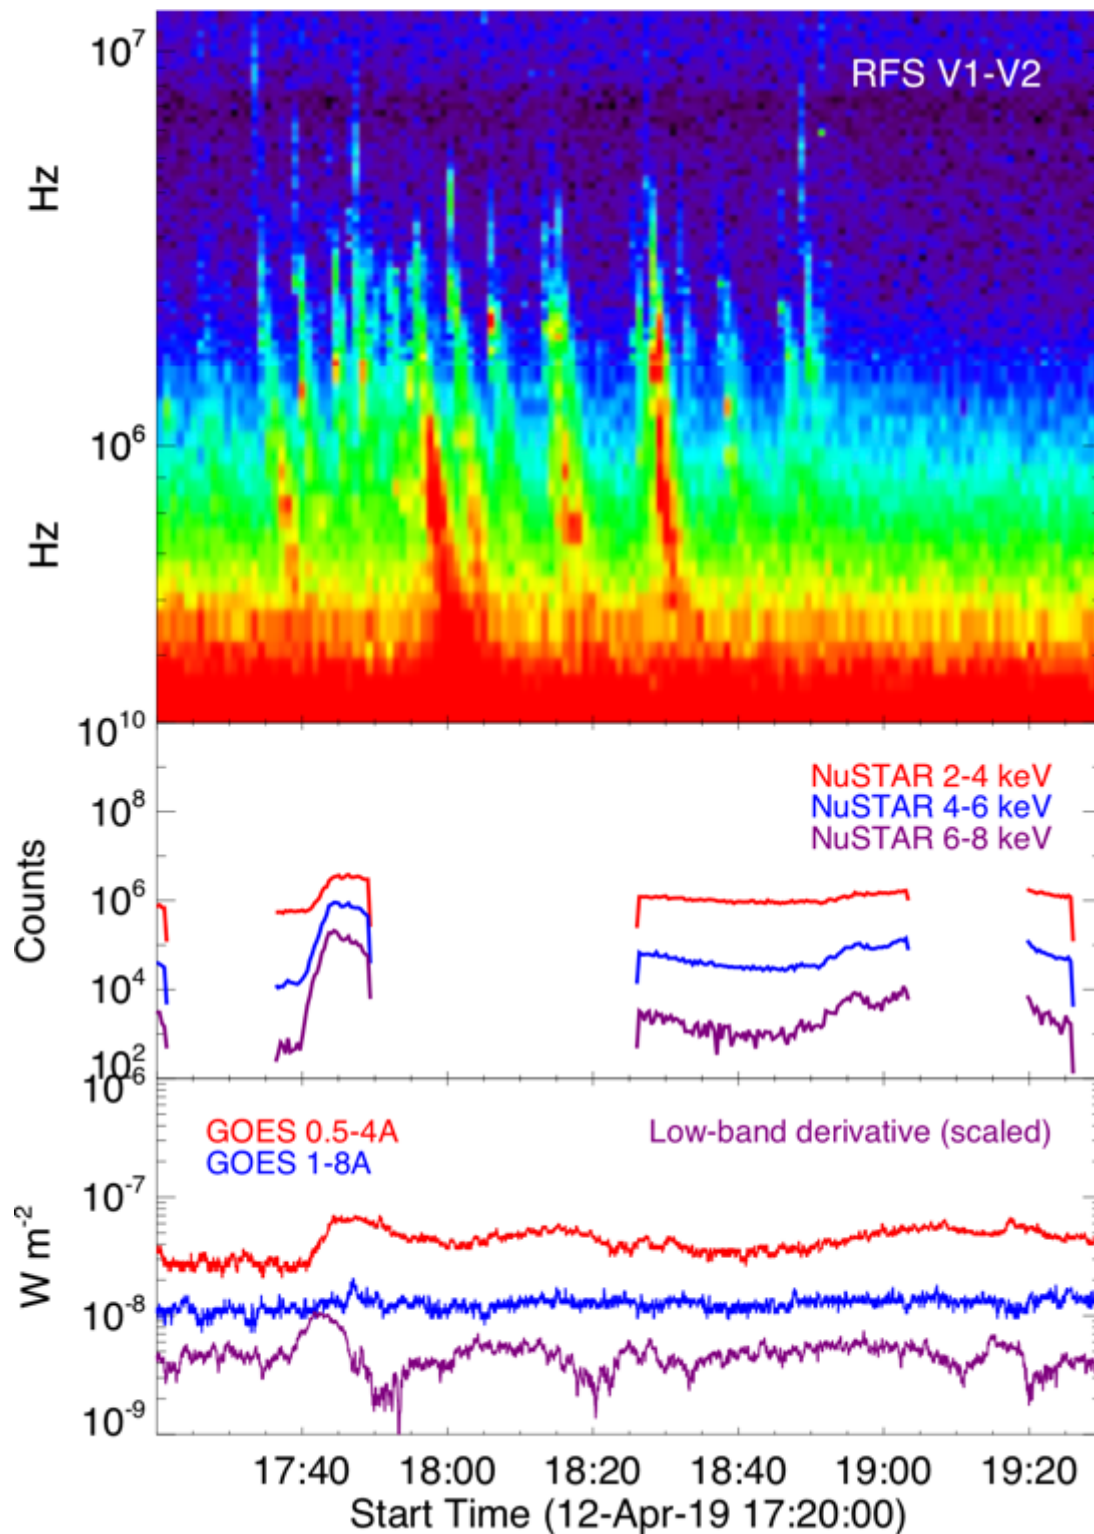 10^7
RFS V1-V2
Hz
10^6
Hz
10^10
NuSTAR 2-4 keV
10^8
NuSTAR 4-6 keV
NuSTAR 6-8 keV
Counts
10^6
10^4
10^2
10^-6
GOES 0.5-4A
Low-band derivative (scaled)
GOES 1-8A
10^-7
W m^-2
10^-8
10^-9
17:40 18:00 18:20 18:40 19:00 19:20
Start Time (12-Apr-19 17:20:00)